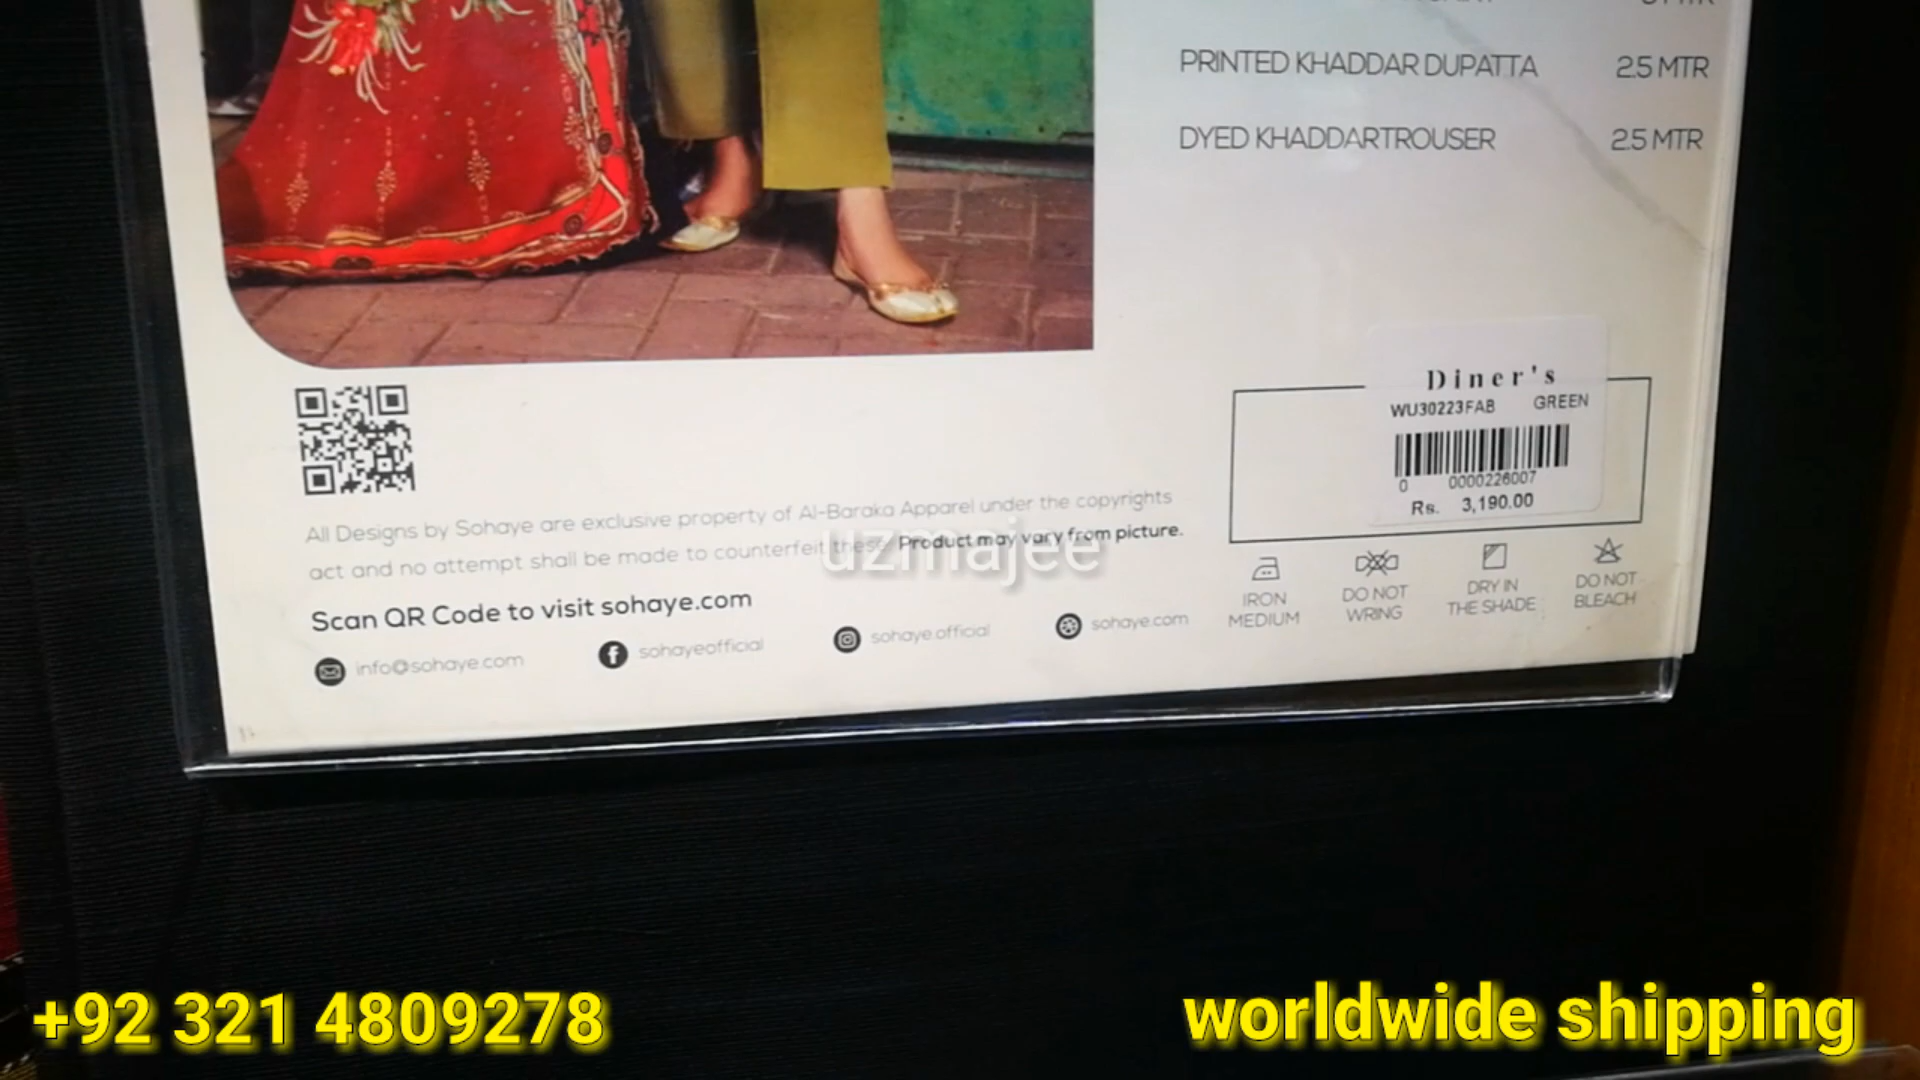 PRINTED KHADDAR DUPATTA 2.5 MTR
DYED KHADDARTROUSER 2.5 MTR
Diner's
WU30223FAB GREEN
0 0000226007
Rs. 3,190.00
All Designs by Sohaye are exclusive property of Al-Baraka Apparel under the copyrights
act and no attempt shall be made to counterfeit these. Product may vary from picture.
uzmajee
Scan QR Code to visit sohaye.com
info@sohaye.com sohayeofficial sohaye.official sohaye.com
IRON MEDIUM
DO NOT WRING
DRY IN THE SHADE
DO NOT BLEACH
+92 321 4809278
worldwide shipping